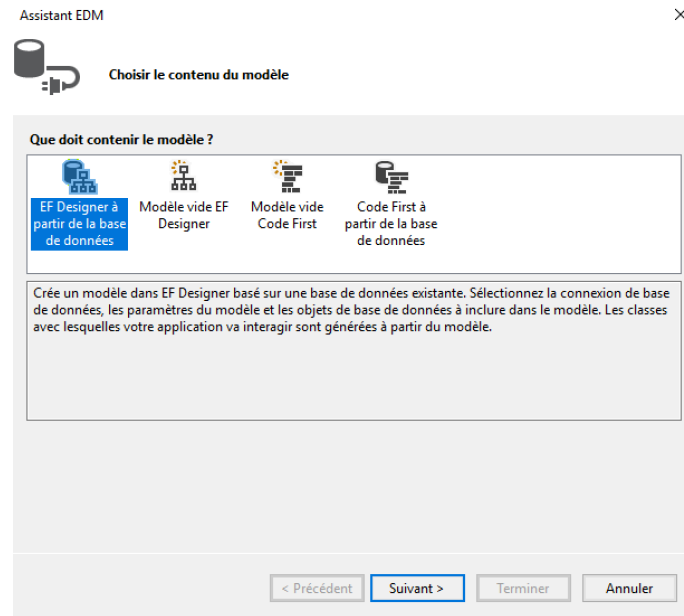 Assistant EDM
Choisir le contenu du modèle
Que doit contenir le modèle ?
EF Designer à
partir de la base
de données
Modèle vide EF
Designer
Modèle vide
Code First
Code First à
partir de la base
de données
Crée un modèle dans EF Designer basé sur une base de données existante. Sélectionnez la connexion de base
de données, les paramètres du modèle et les objets de base de données à inclure dans le modèle. Les classes
avec lesquelles votre application va interagir sont générées à partir du modèle.
< Précédent
Suivant >
Terminer
Annuler